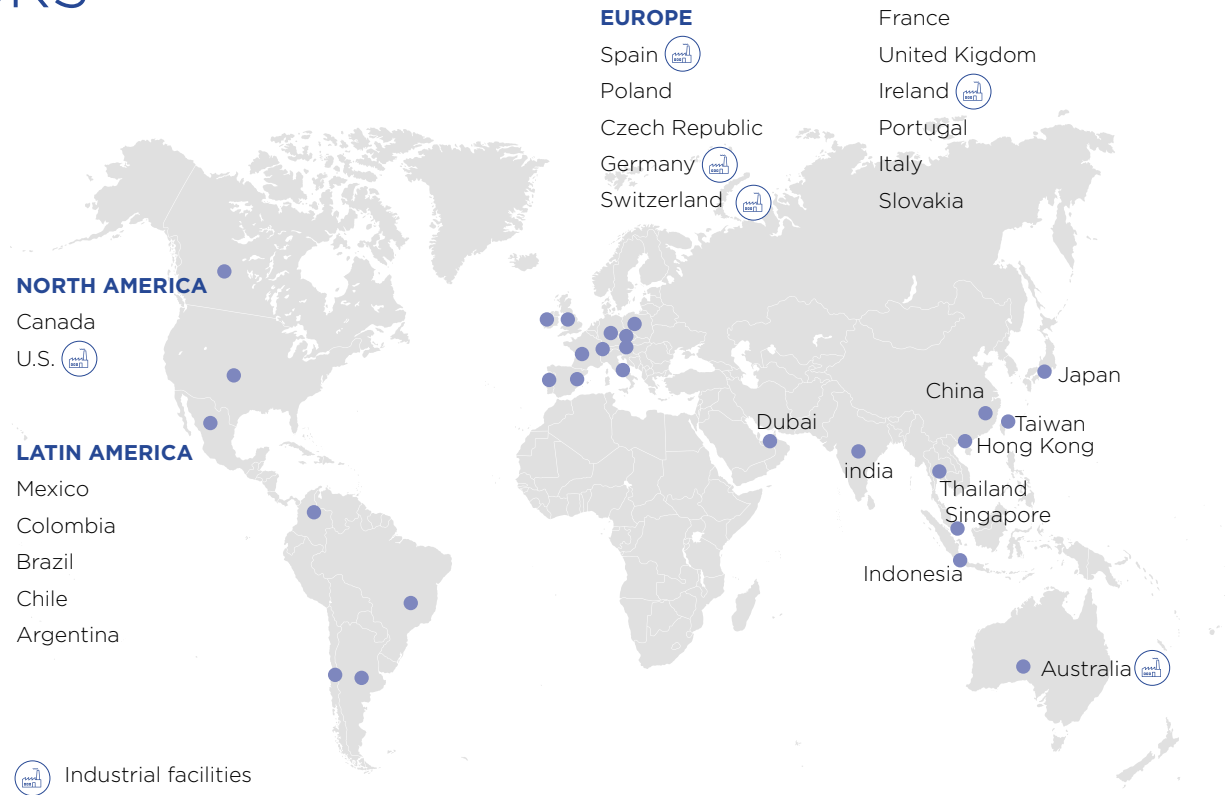 EUROPE
Spain
Poland
Czech Republic
Germany
Switzerland
France
United Kigdom
Ireland
Portugal
Italy
Slovakia
NORTH AMERICA
Canada
U.S.
LATIN AMERICA
Mexico
Colombia
Brazil
Chile
Argentina
Japan
China
Taiwan
Dubai
Hong Kong
india
Thailand
Singapore
Indonesia
Australia
Industrial facilities